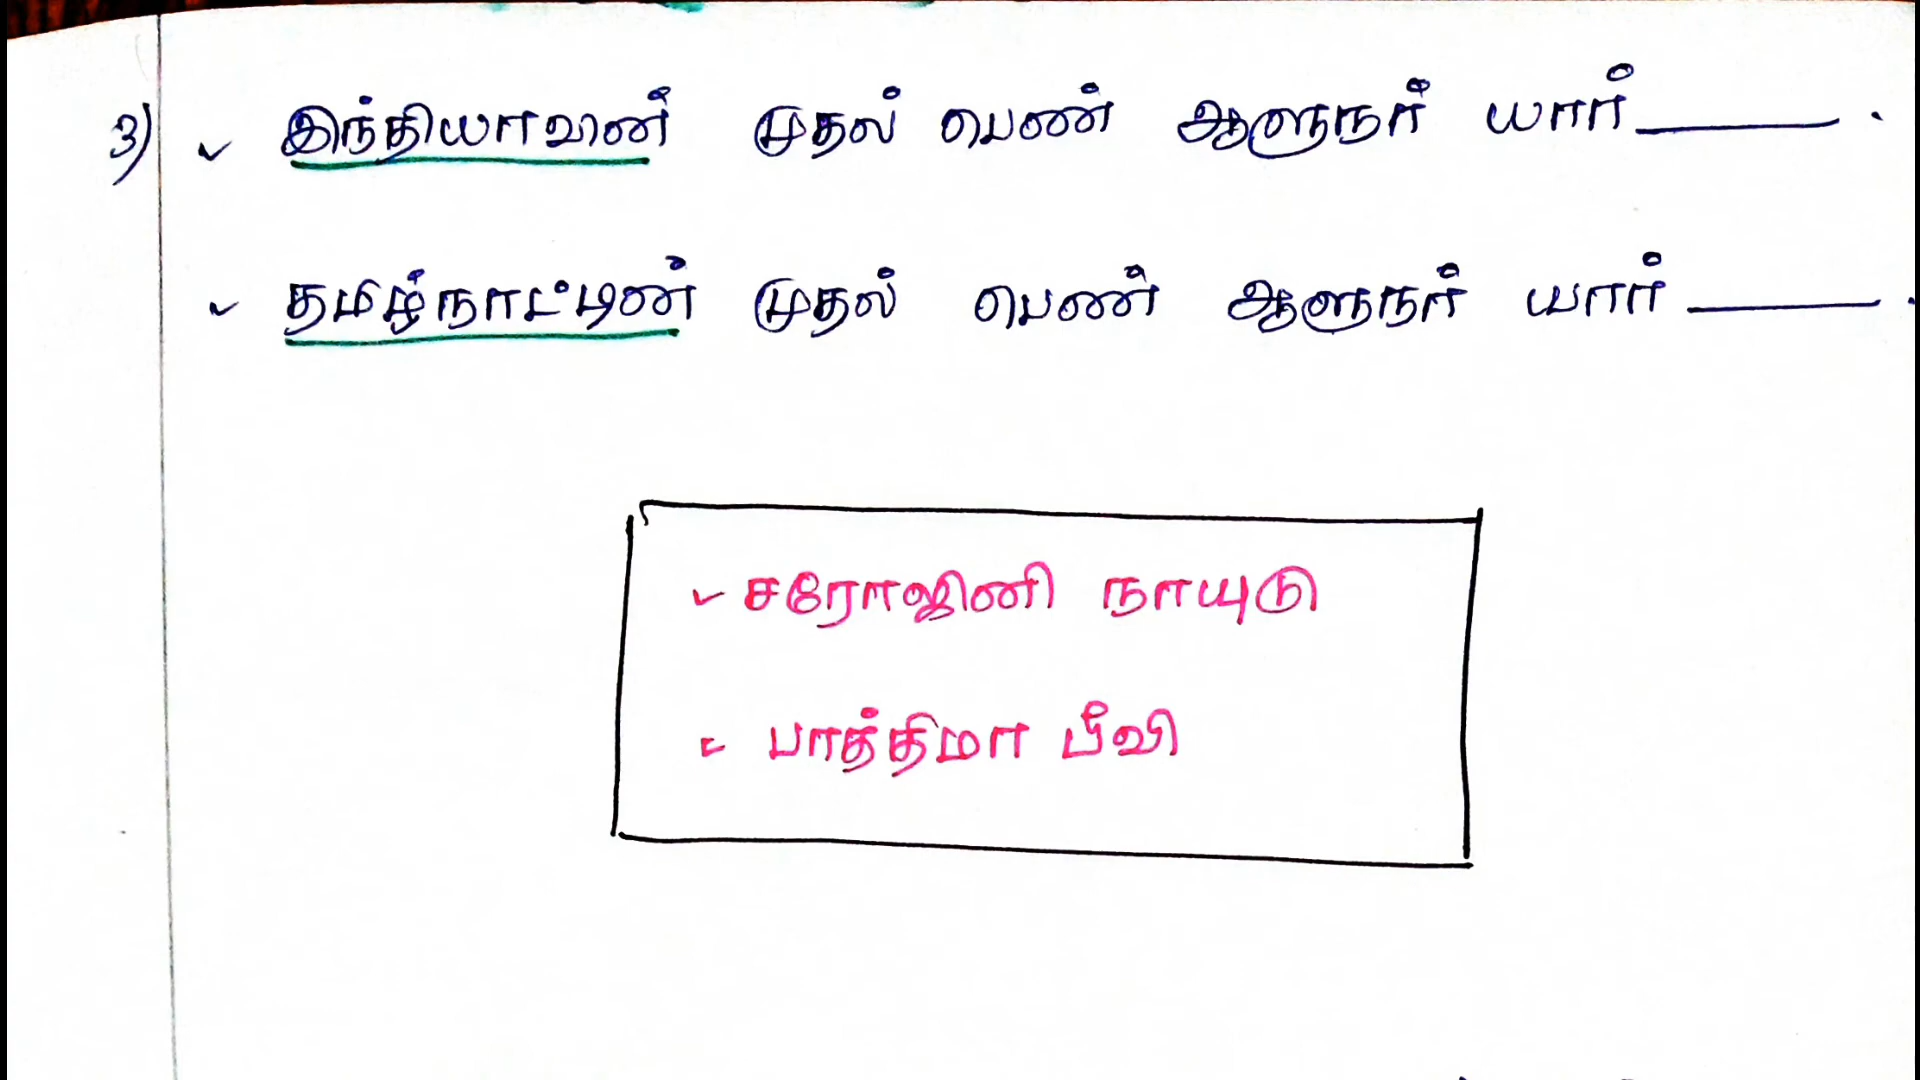 3) இந்தியாவின் முதல் பெண் ஆளுநர் யார் ______ .
தமிழ்நாட்டின் முதல் பெண் ஆளுநர் யார் ______ .
சரோஜினி நாயுடு
பாத்திமா பீவி